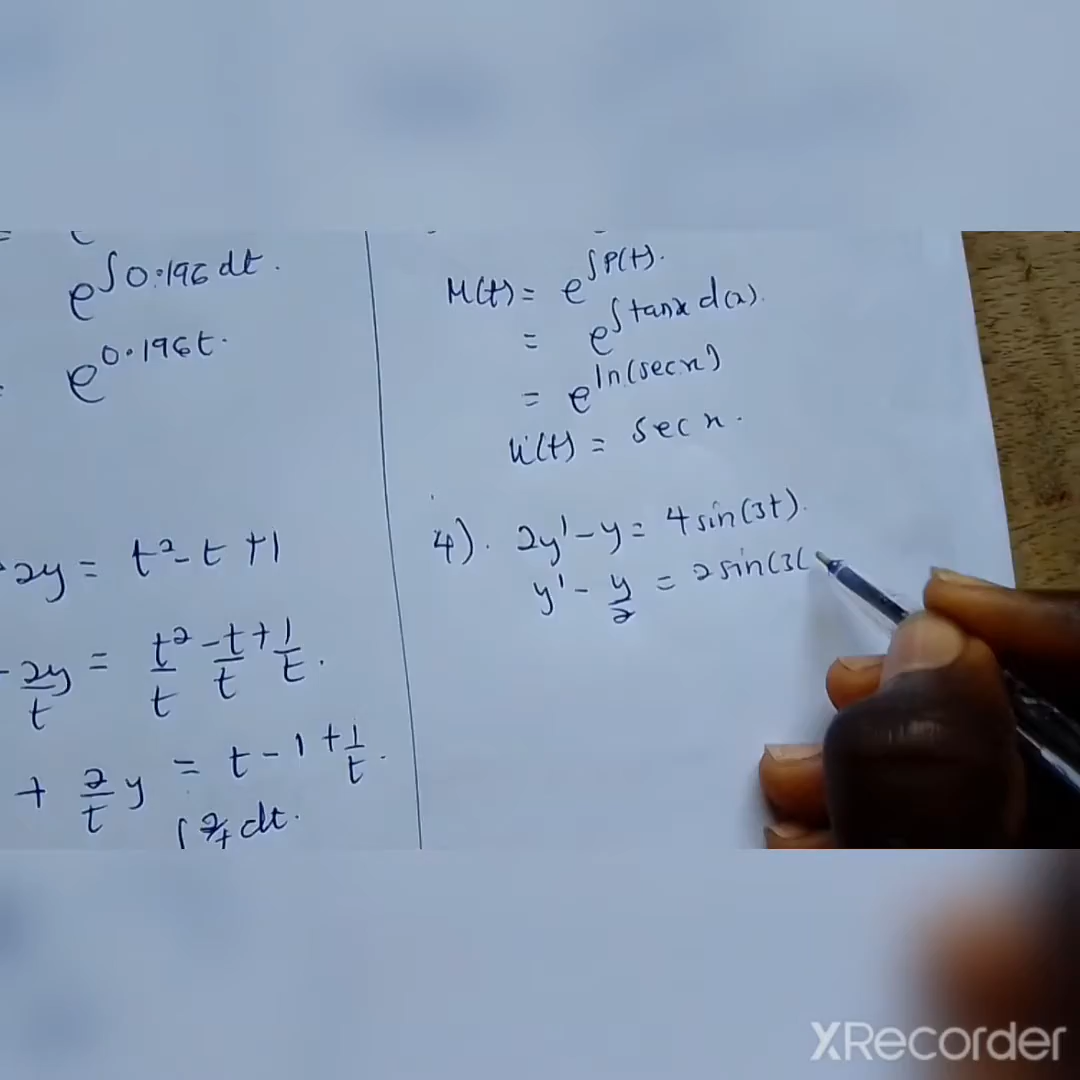 e^∫0.196 dt.
e^0.196t.
2y = t² - t + 1
- 2y/t = t²/t - t/t + 1/t.
+ 2/t y = t - 1 + 1/t.
∫2/t dt.
M(t) = e^∫P(t).
= e^∫tanx d(x).
= e^ln(secx)
U(t) = sec x.
4). 2y' - y = 4 sin(3t).
y' - y/2 = 2 sin(3(
XRecorder